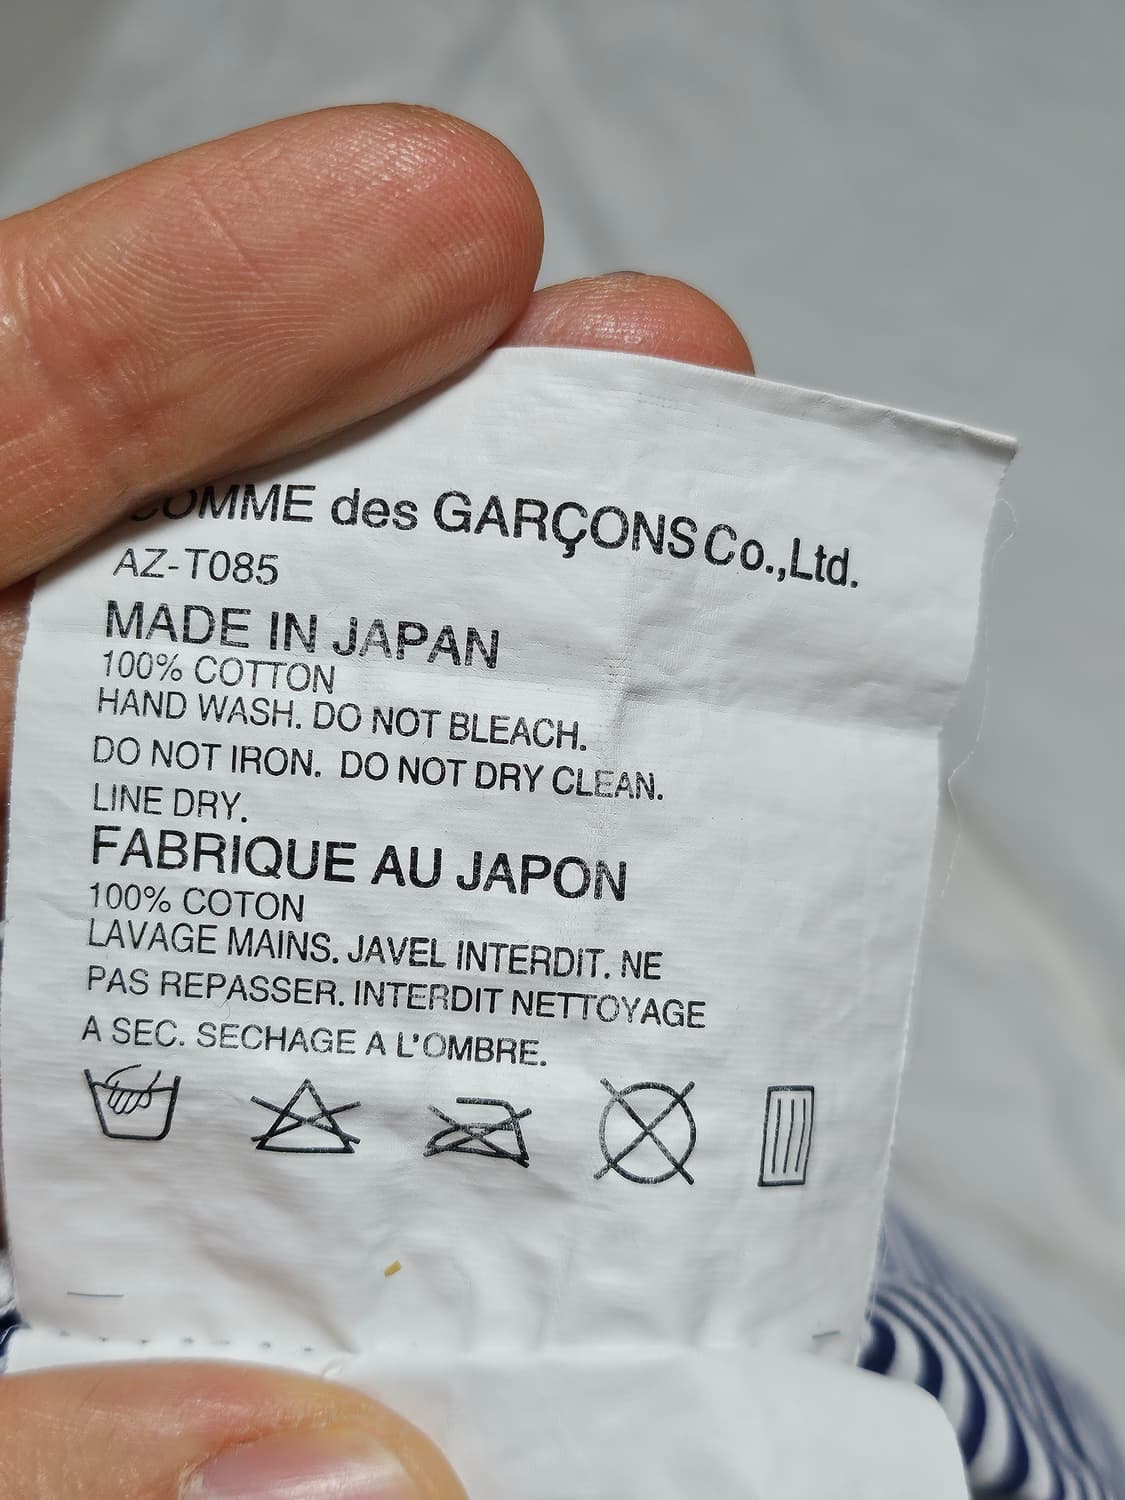 COMME des GARÇONS Co.,Ltd.
AZ-T085
MADE IN JAPAN
100% COTTON
HAND WASH. DO NOT BLEACH.
DO NOT IRON. DO NOT DRY CLEAN.
LINE DRY.
FABRIQUE AU JAPON
100% COTON
LAVAGE MAINS. JAVEL INTERDIT. NE
PAS REPASSER. INTERDIT NETTOYAGE
A SEC. SECHAGE A L'OMBRE.